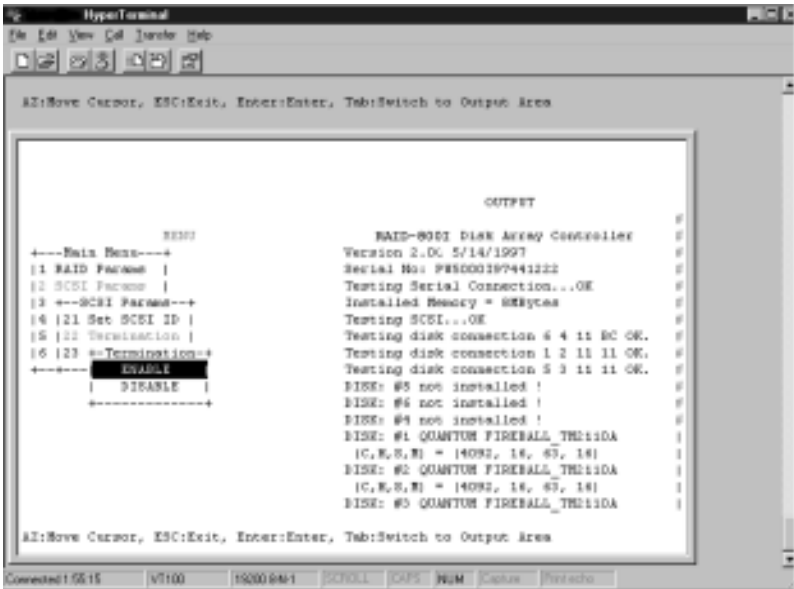 HyperTerminal
File Edit View Call Transfer Help
AZ:Move Cursor, ESC:Exit, Enter:Enter, Tab:Switch to Output Area
OUTPUT
MENU
RAID-800I Disk Array Controller
+---Main Menu---+
Version 2.0C 5/14/1997
|1 RAID Params |
Serial No:
|2 SCSI Params |
Testing Serial Connection...OK
|3 +--SCSI Params--+
Installed Memory = 8MBytes
|4 |21 Set SCSI ID |
Testing SCSI...OK
|5 |22 Termination |
Testing disk connection 6 4 11 BC OK.
|6 |23 +-Termination-+
Testing disk connection 1 2 11 11 OK.
+--+--- ENABLE
Testing disk connection 5 3 11 11 OK.
| DISABLE |
DISK: #5 not installed !
+--------------+
DISK: #6 not installed !
DISK: #4 not installed !
DISK: #1 QUANTUM FIREBALL_TM2110A
(C,H,S,M) = (4092, 16, 63, 16)
DISK: #2 QUANTUM FIREBALL_TM2110A
(C,H,S,M) = (4092, 16, 63, 16)
DISK: #3 QUANTUM FIREBALL_TM2110A
AZ:Move Cursor, ESC:Exit, Enter:Enter, Tab:Switch to Output Area
Connected 1:55:15 VT100 19200 8-N-1 SCROLL CAPS NUM Capture Print echo